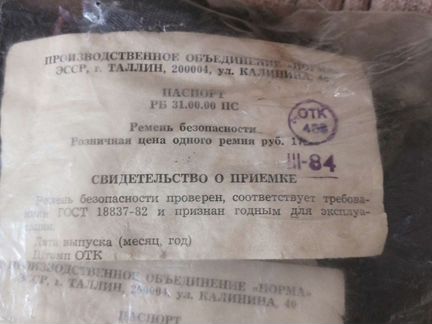 ПРОИЗВОДСТВЕННОЕ ОБЪЕДИНЕНИЕ «НОРМА»
ЭССР, г. ТАЛЛИН, 200004, ул. КАЛИНИНА, 40
ПАСПОРТ
РБ 31.00.00 ПС
Ремень безопасности
Розничная цена одного ремня руб.
ОТК
III-84
СВИДЕТЕЛЬСТВО О ПРИЕМКЕ
Ремень безопасности проверен, соответствует требова-
ГОСТ 18837-82 и признан годным для эксплуа-
Дата выпуска (месяц, год)
Штамп ОТК
ПРОИЗВОДСТВЕННОЕ ОБЪЕДИНЕНИЕ «НОРМА»
ЭССР, г. ТАЛЛИН, 200004, ул. КАЛИНИНА, 40
ПАСПОРТ